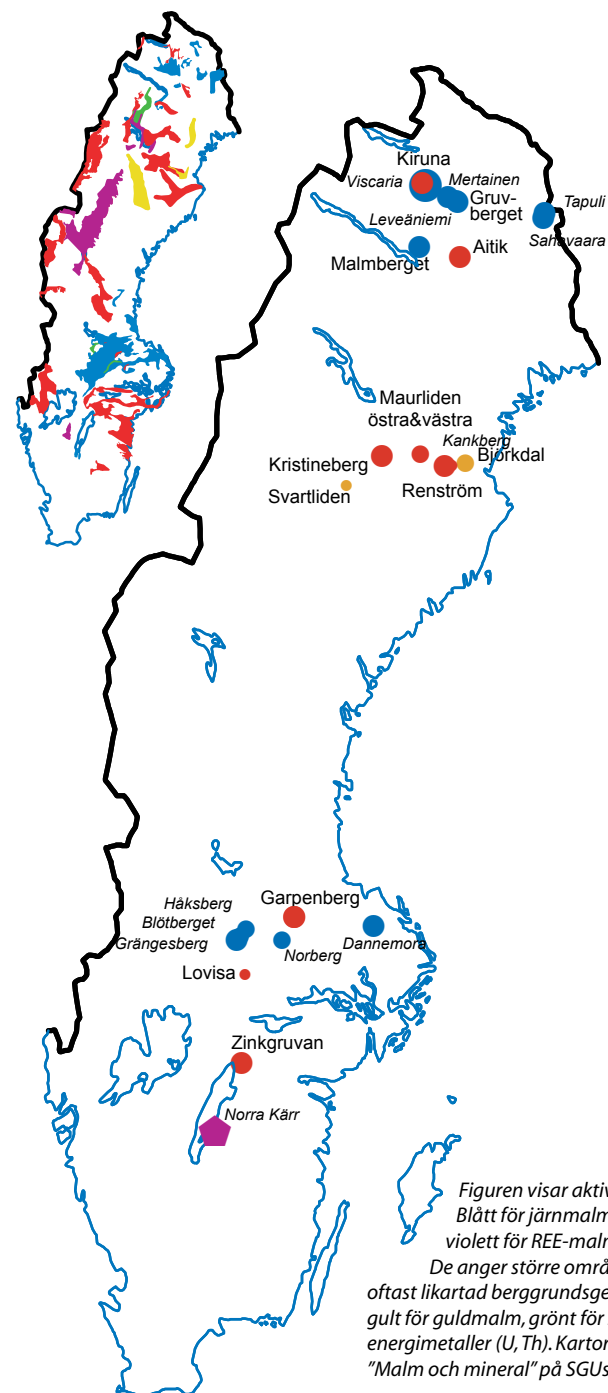 Kiruna
Viscaria
Mertainen
Gruv-
berget
Tapuli
Leveäniemi
Sahavaara
Malmberget
Aitik
Maurliden
östra&västra
Kankberg
Kristineberg
Björkdal
Svartliden
Renström
Håksberg
Garpenberg
Blötberget
Grängesberg
Norberg
Dannemora
Lovisa
Zinkgruvan
Norra Kärr
Figuren visar aktiv
Blått för järnmalm
violett för REE-malm
De anger större områ
oftast likartad berggrundsge
gult för guldmalm, grönt för
energimetaller (U, Th). Kartor
"Malm och mineral" på SGUs